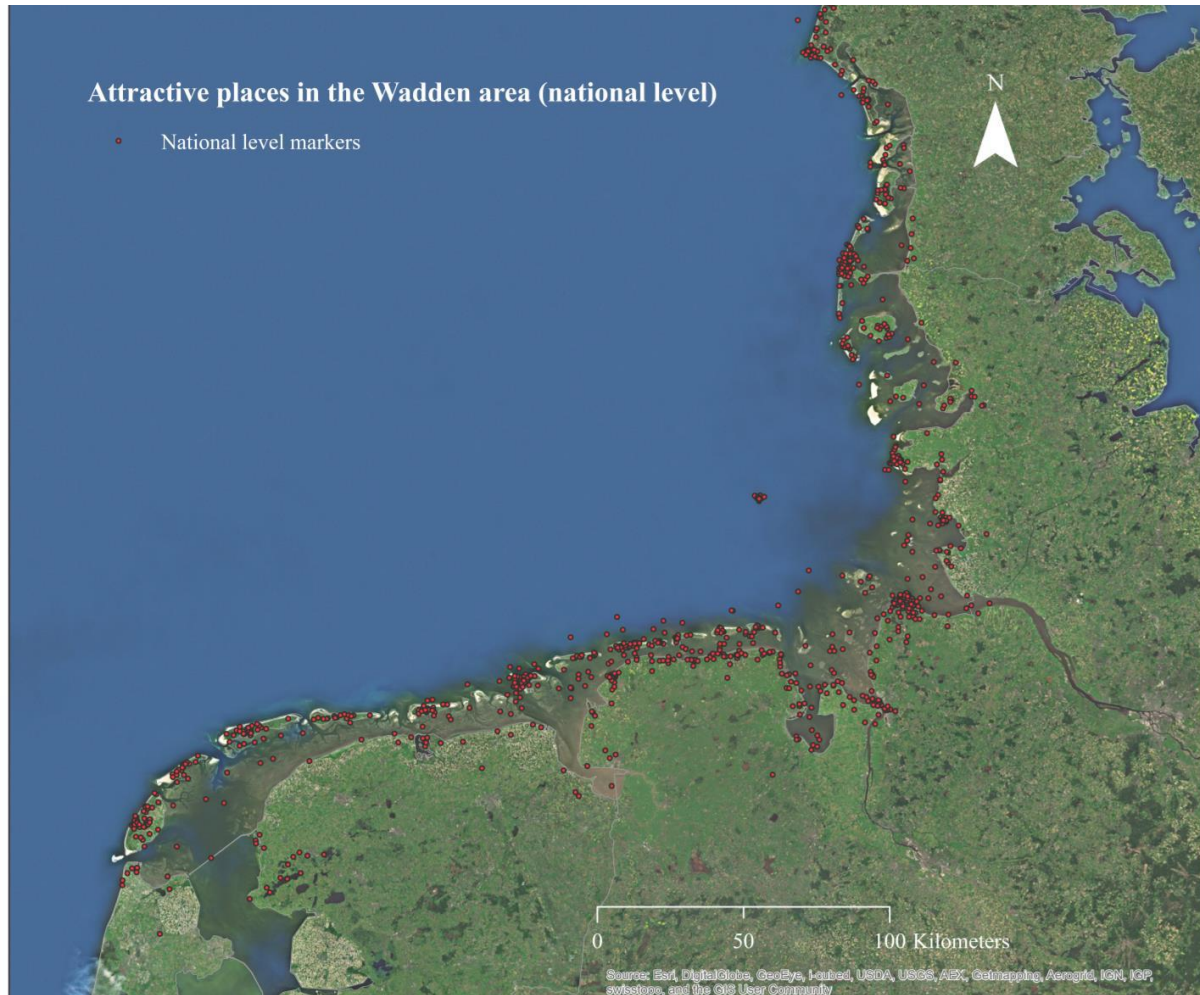 Attractive places in the Wadden area (national level)
National level markers
N
0 50 100 Kilometers
Source: Esri, DigitalGlobe, GeoEye, i-cubed, USDA, USGS, AEX, Getmapping, Aerogrid, IGN, IGP,
swisstopo, and the GIS User Community